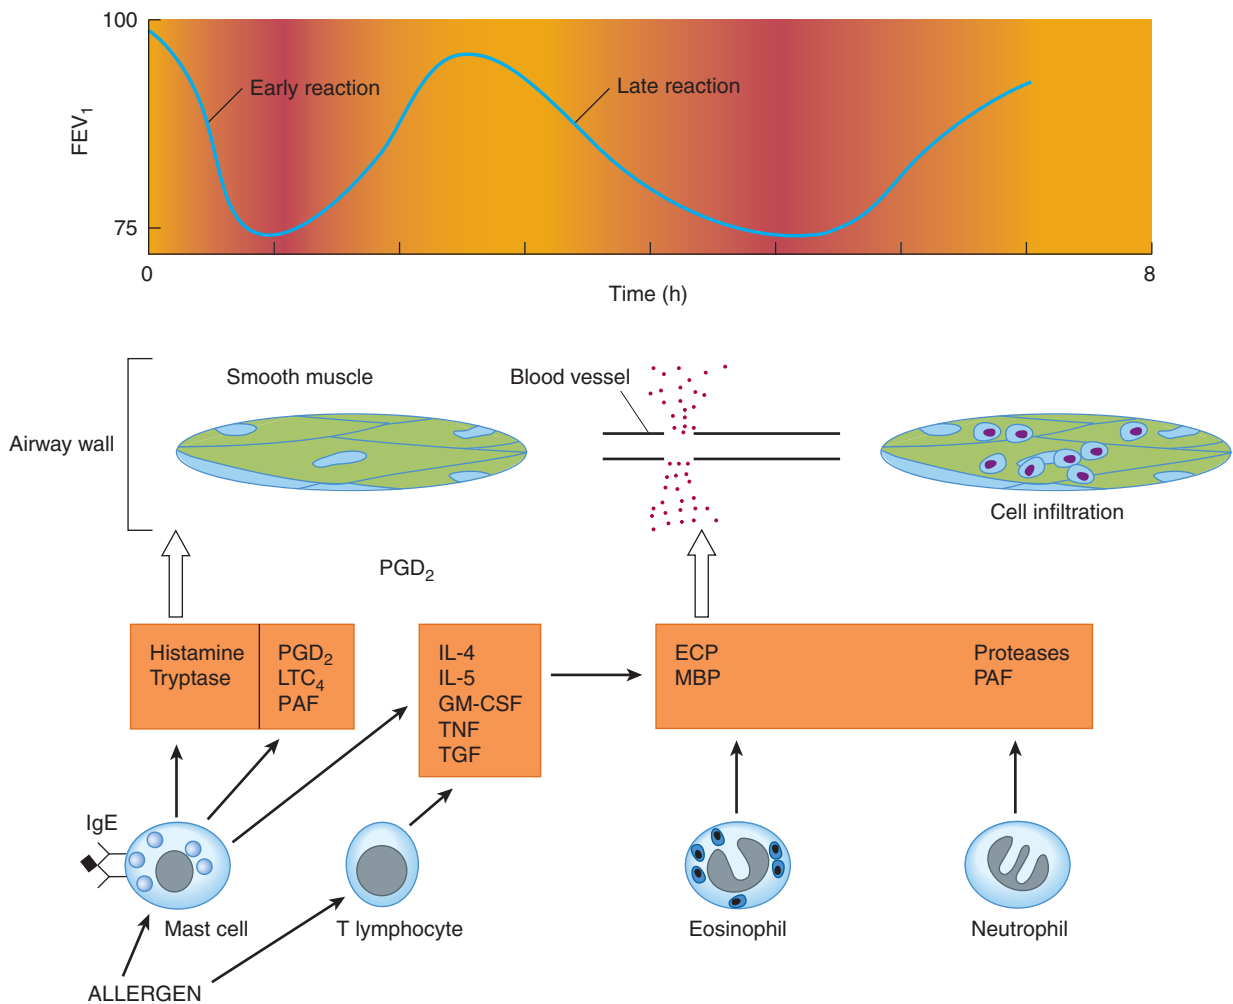 100
Early reaction
Late reaction
FEV1
75
0
8
Time (h)
Smooth muscle
Blood vessel
Airway wall
Cell infiltration
PGD2
Histamine
Tryptase
PGD2
LTC4
PAF
IL-4
IL-5
GM-CSF
TNF
TGF
ECP
MBP
Proteases
PAF
IgE
Mast cell
T lymphocyte
Eosinophil
Neutrophil
ALLERGEN